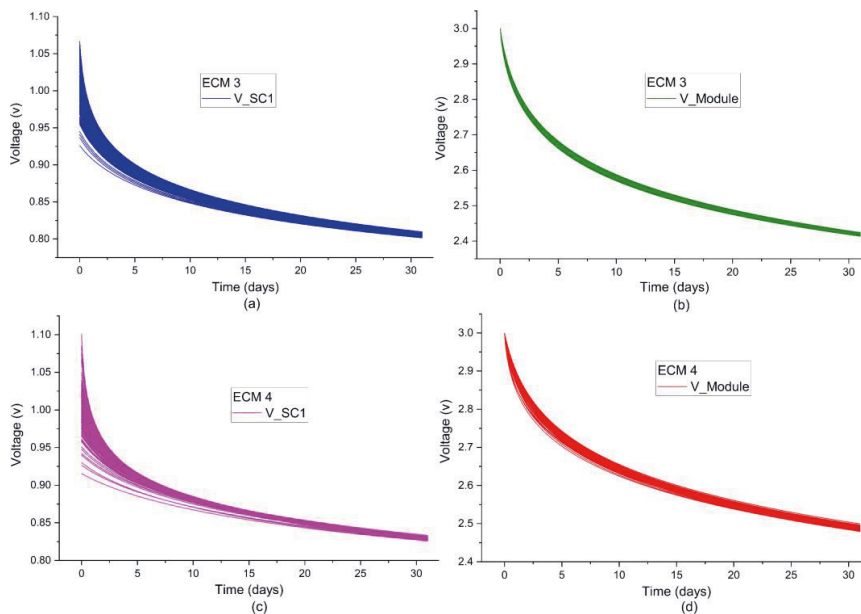 1.10
1.05
1.00
0.95
0.90
0.85
0.80
Voltage (v)
ECM 3
V_SC1
0 5 10 15 20 25 30
Time (days)
(a)
3.0
2.9
2.8
2.7
2.6
2.5
2.4
Voltage (v)
ECM 3
V_Module
0 5 10 15 20 25 30
Time (days)
(b)
1.10
1.05
1.00
0.95
0.90
0.85
0.80
Voltage (v)
ECM 4
V_SC1
0 5 10 15 20 25 30
Time (days)
(c)
3.0
2.9
2.8
2.7
2.6
2.5
2.4
Voltage (v)
ECM 4
V_Module
0 5 10 15 20 25 30
Time (days)
(d)